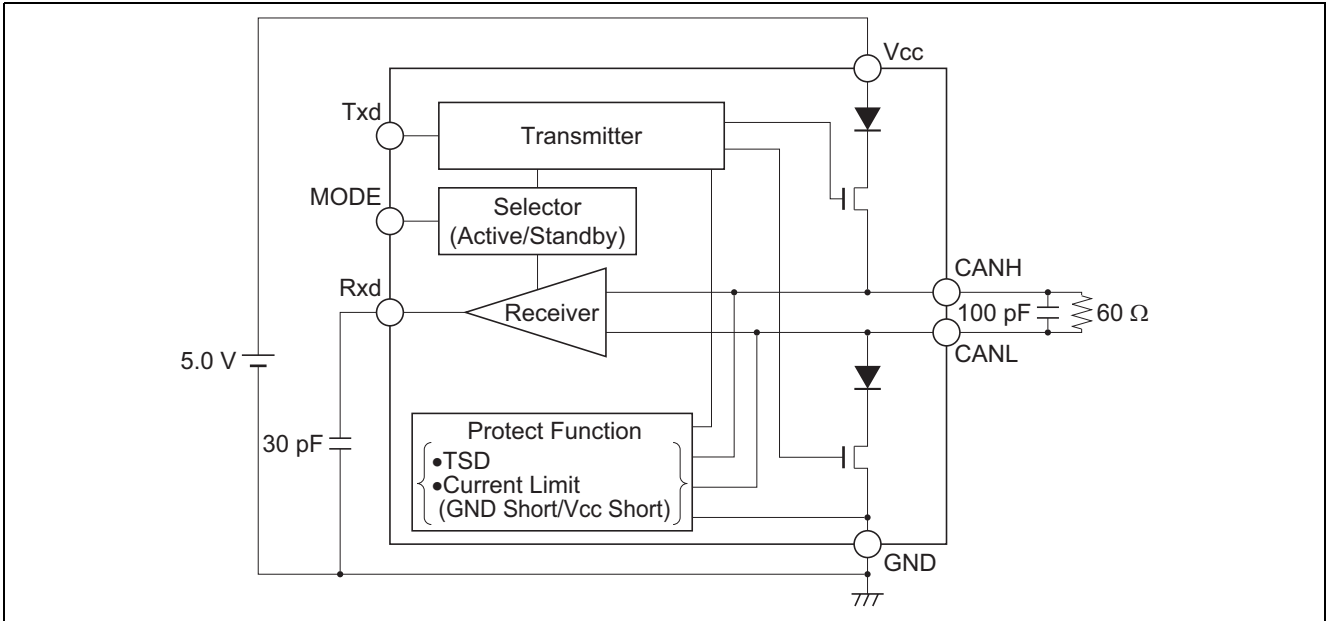 Vcc
Txd
Transmitter
MODE
Selector
(Active/Standby)
CANH
Rxd
Receiver
100 pF
60 Ω
CANL
5.0 V
30 pF
Protect Function
•TSD
•Current Limit
(GND Short/Vcc Short)
GND